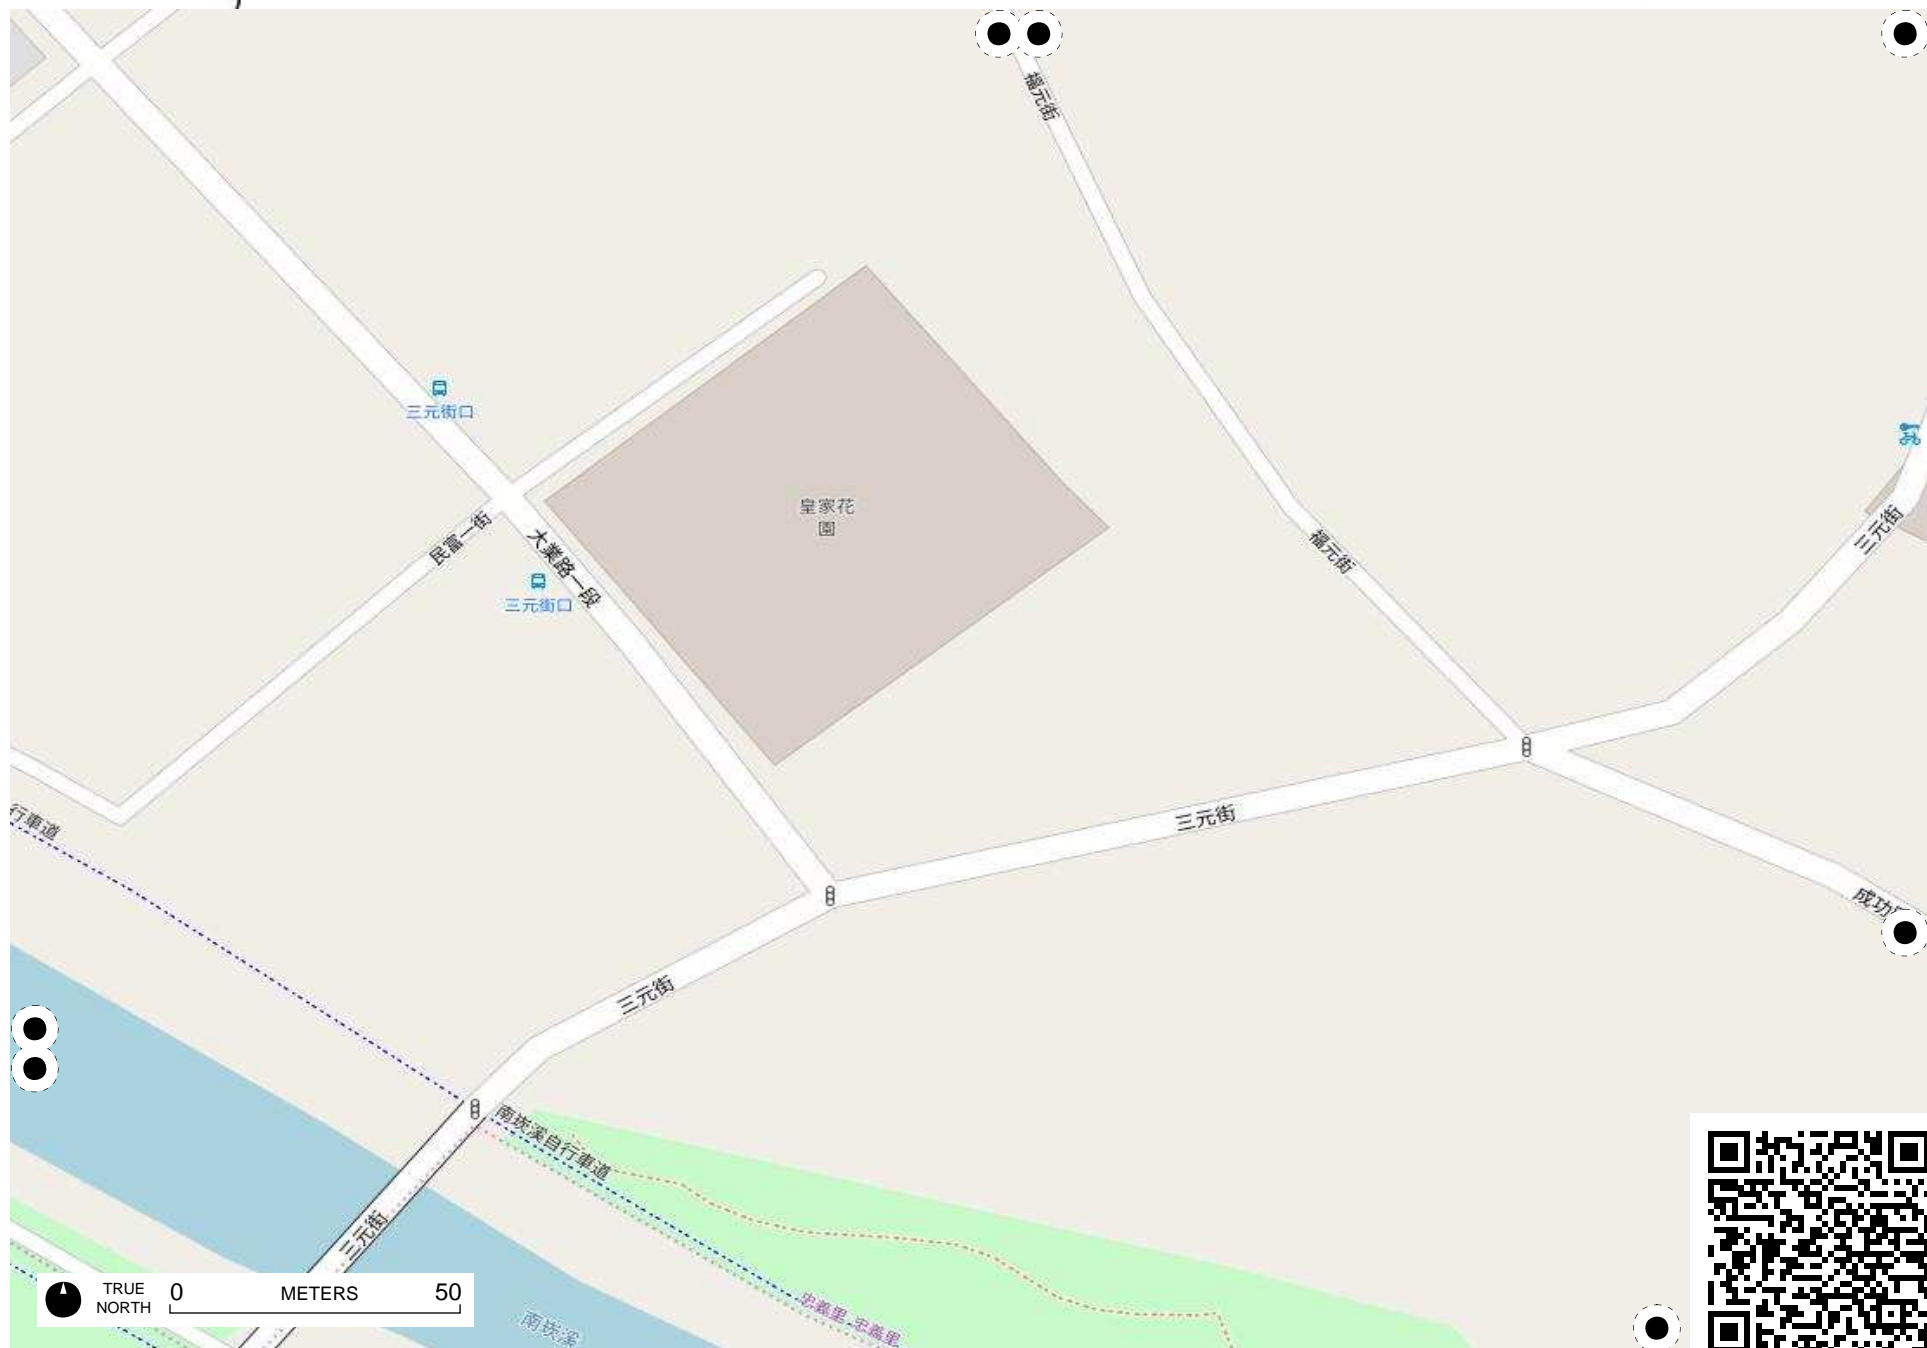 福元街
三元街口
皇家花
園
民富一街
大業路一段
三元街口
福元街
三元街
行車道
三元街
成功
三元街
南崁溪自行車道
三元街
TRUE
NORTH
0 METERS 50
忠義里
忠義里
南崁溪